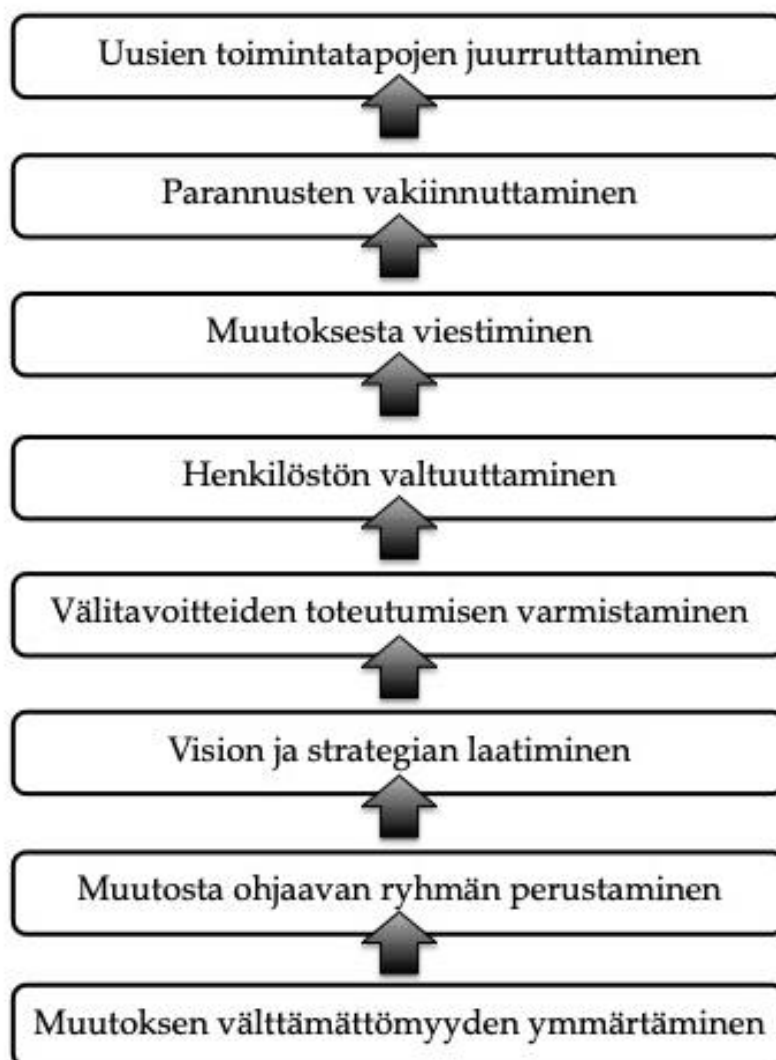 Uusien toimintatapojen juurruttaminen
Parannusten vakiinnuttaminen
Muutoksesta viestiminen
Henkilöstön valtuuttaminen
Välitavoitteiden toteutumisen varmistaminen
Vision ja strategian laatiminen
Muutosta ohjaavan ryhmän perustaminen
Muutoksen välttämättömyyden ymmärtäminen